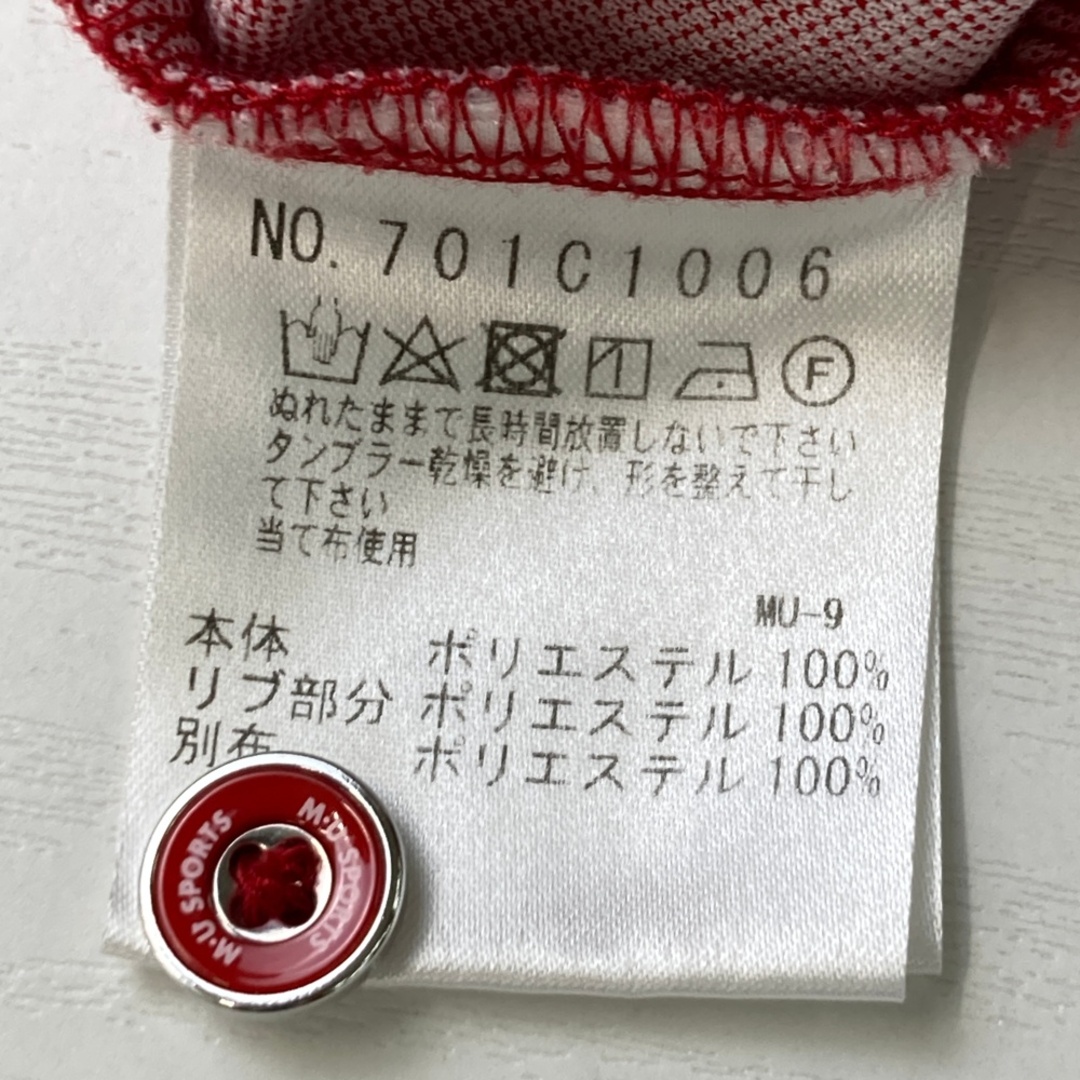 NO. 701C1006
1 F
ぬれたままて長時間放置しないで下さい
タンブラー乾燥を避け、形を整えて干し
て下さい
当て布使用
MU-9
本体 ポリエステル 100%
リブ部分 ポリエステル 100%
別布 ポリエステル 100%
M·U SPORTS M·U SPORTS